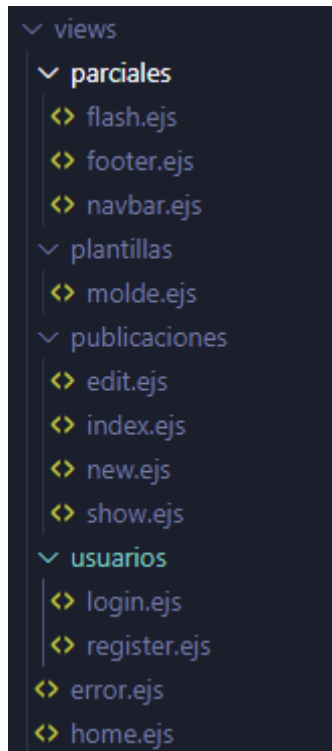 views
parciales
flash.ejs
footer.ejs
navbar.ejs
plantillas
molde.ejs
publicaciones
edit.ejs
index.ejs
new.ejs
show.ejs
usuarios
login.ejs
register.ejs
error.ejs
home.ejs